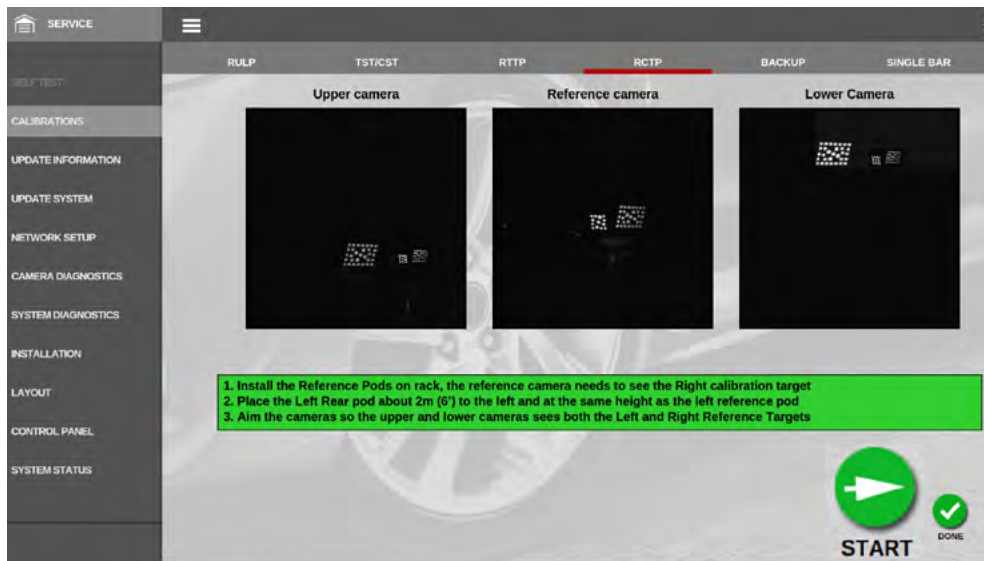 SERVICE
RULP TST/CST RTTP RCTP BACKUP SINGLE BAR
SELF TEST
CALIBRATIONS
UPDATE INFORMATION
UPDATE SYSTEM
NETWORK SETUP
CAMERA DIAGNOSTICS
SYSTEM DIAGNOSTICS
INSTALLATION
LAYOUT
CONTROL PANEL
SYSTEM STATUS
Upper camera Reference camera Lower Camera
1. Install the Reference Pods on rack, the reference camera needs to see the Right calibration target
2. Place the Left Rear pod about 2m (6') to the left and at the same height as the left reference pod
3. Aim the cameras so the upper and lower cameras sees both the Left and Right Reference Targets
START
DONE